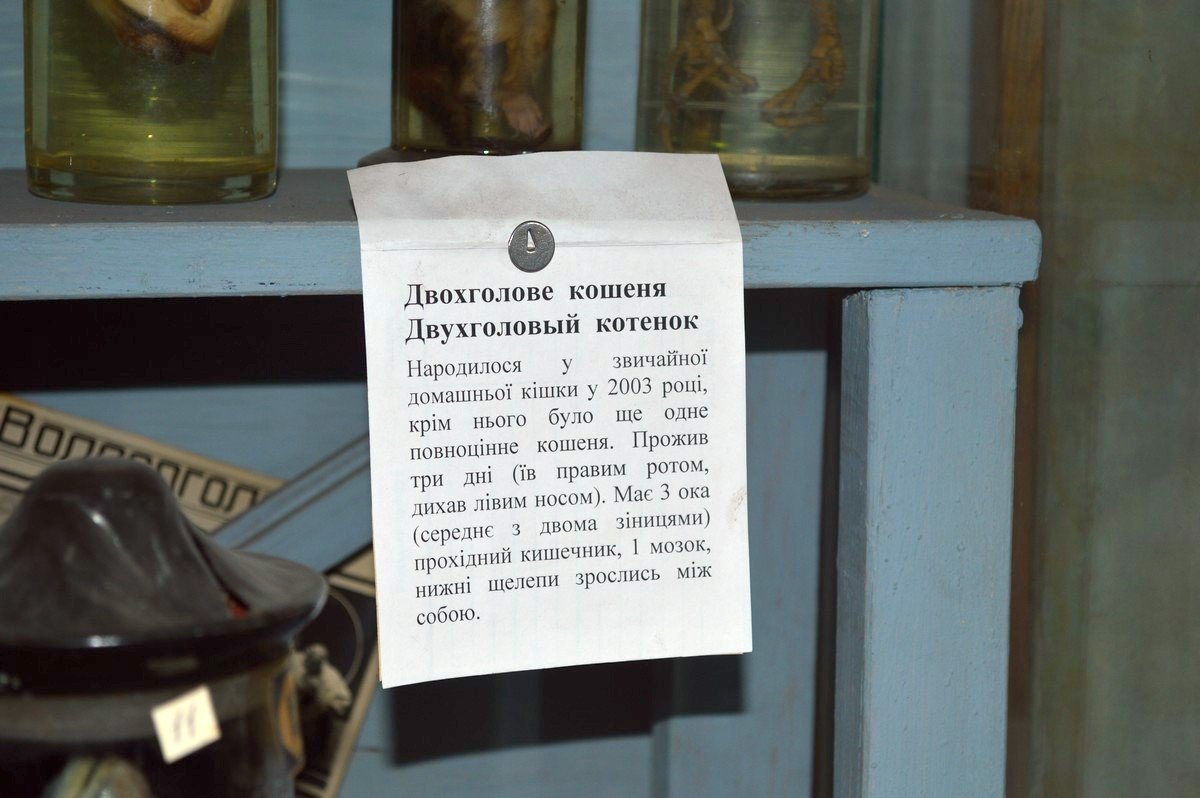 Двохголове кошеня
Двухголовый котенок
Народилося у звичайної
домашньої кішки у 2003 році,
крім нього було ще одне
повноцінне кошеня. Прожив
три дні (їв правим ротом,
дихав лівим носом). Має 3 ока
(середнє з двома зіницями)
прохідний кишечник, 1 мозок,
нижні щелепи зрослись між
собою.
11